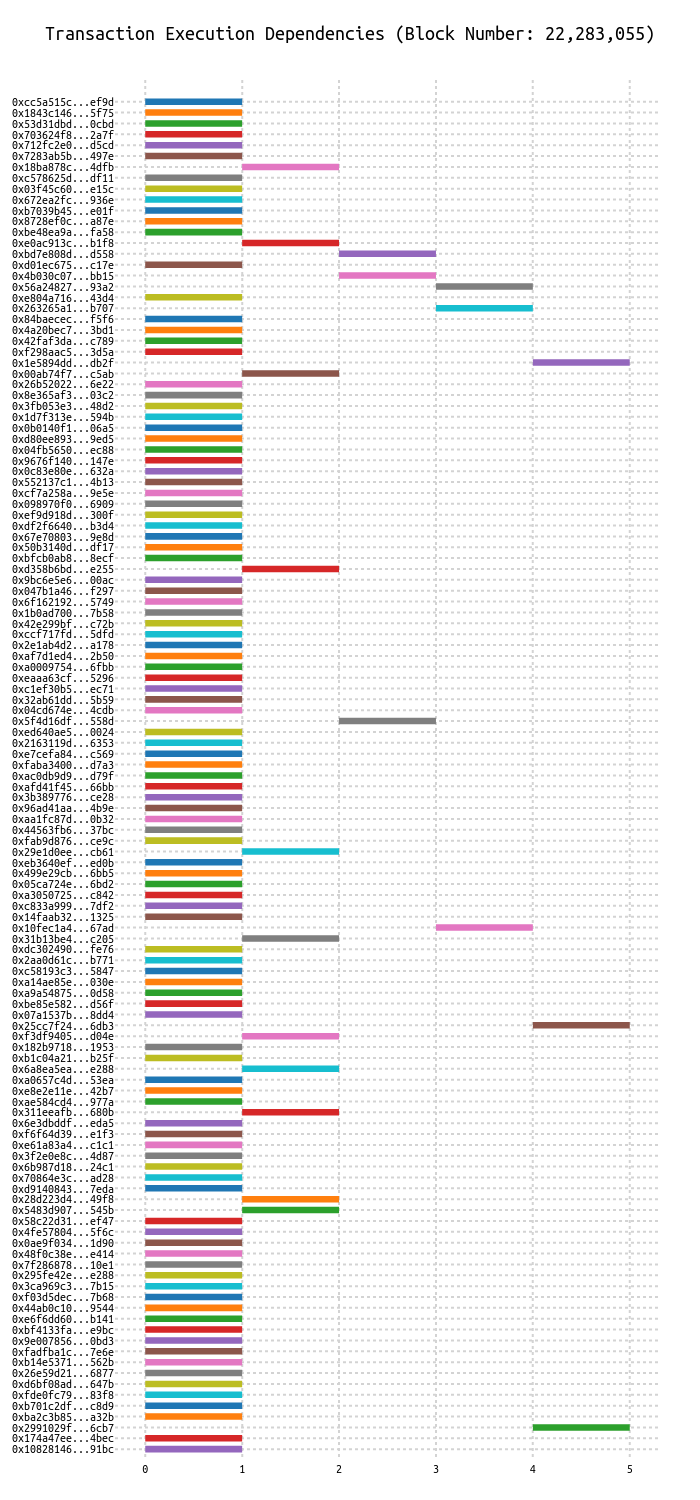 Transaction Execution Dependencies (Block Number: 22,283,055)
0xcc5a515c...ef9d
0x1843c146...5f75
0x53d31dbd...0cbd
0x703624f8...2a7f
0x712fc2e0...d5cd
0x7283ab5b...497e
0x18ba878c...4dfb
0xc578625d...df11
0x03f45c60...e15c
0x672ea2fc...936e
0xb7039b45...e01f
0x8728ef0c...a87e
0xbe48ea9a...fa58
0xe0ac913c...b1f8
0xbd7e808d...d558
0xd01ec675...c17e
0x4b030c07...bb15
0x56a24827...93a2
0xe804a716...43d4
0x263265a1...b707
0x84baecec...f5f6
0x4a20bec7...3bd1
0x42faf3da...c789
0xf298aac5...3d5a
0x1e5894dd...db2f
0x00ab74f7...c5ab
0x26b52022...6e22
0x8e365af3...03c2
0x3fb053e3...48d2
0x1d7f313e...594b
0x0b0140f1...06a5
0xd80ee893...9ed5
0x04fb5650...ec88
0x9676f140...147e
0x0c83e80e...632a
0x552137c1...4b13
0xcf7a258a...9e5e
0x098970f0...6909
0xef9d918d...300f
0xdf2f6640...b3d4
0x67e70803...9e8d
0x50b3140d...df17
0xbfcb0ab8...8ecf
0xd358b6bd...e255
0x9bc6e5e6...00ac
0x047b1a46...f297
0x6f162192...5749
0x1b0ad700...7b58
0x42e299bf...c72b
0xccf717fd...5dfd
0x2e1ab4d2...a178
0xaf7d1ed4...2b50
0xa0009754...6fbb
0xeaaa63cf...5296
0xc1ef30b5...ec71
0x32ab61dd...5b59
0x04cd674e...4cdb
0x5f4d16df...558d
0xed640ae5...0024
0x2163119d...6353
0xe7cefa84...c569
0xfaba3400...d7a3
0xac0db9d9...d79f
0xafd41f45...66bb
0x3b389776...ce28
0x96ad41aa...4b9e
0xaa1fc87d...0b32
0x44563fb6...37bc
0xfab9d876...ce9c
0x29e1d0ee...cb61
0xeb3640ef...ed0b
0x499e29cb...6bb5
0x05ca724e...6bd2
0xa3050725...c842
0xc833a999...7df2
0x14faab32...1325
0x10fec1a4...67ad
0x31b13be4...c205
0xdc302490...fe76
0x2aa0d61c...b771
0xc58193c3...5847
0xa14ae85e...030e
0xa9a54875...0d58
0xbe85e582...d56f
0x07a1537b...8dd4
0x25cc7f24...6db3
0xf3df9405...d04e
0x182b9718...1953
0xb1c04a21...b25f
0x6a8ea5ea...e288
0xa0657c4d...53ea
0xe8e2e11e...42b7
0xae584cd4...977a
0x311eeafb...680b
0x6e3dbddf...eda5
0xf6f64d39...e1f3
0xe61a83a4...c1c1
0x3f2e0e8c...4d87
0x6b987d18...24c1
0x70864e3c...ad28
0xd9140843...7eda
0x28d223d4...49f8
0x5483d907...545b
0x58c22d31...ef47
0x4fe57804...5f6c
0x0ae9f034...1d90
0x48f0c38e...e414
0x7f286878...10e1
0x295fe42e...e288
0x3ca969c3...7b15
0xf03d5dec...7b68
0x44ab0c10...9544
0xe6f6dd60...b141
0xbf4133fa...e9bc
0x9e007856...0bd3
0xfadfba1c...7e6e
0xb14e5371...562b
0x26e59d21...6877
0xd6bf08ad...647b
0xfde0fc79...83f8
0xb701c2df...c8d9
0xba2c3b85...a32b
0x2991029f...6cb7
0x174a47ee...4bec
0x10828146...91bc
0 1 2 3 4 5